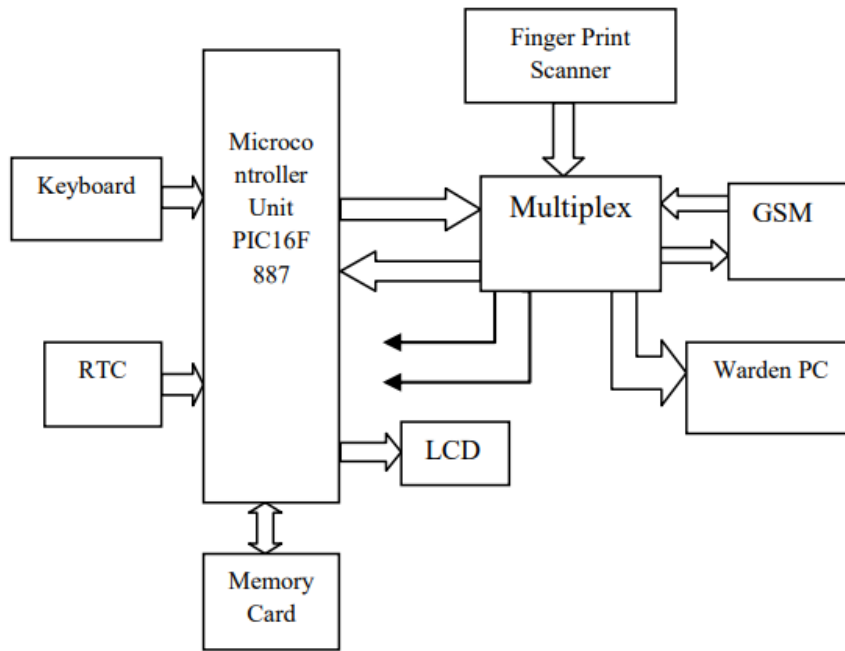 Finger Print
Scanner
Microco
ntroller
Unit
PIC16F
887
Keyboard
Multiplex
GSM
RTC
Warden PC
LCD
Memory
Card